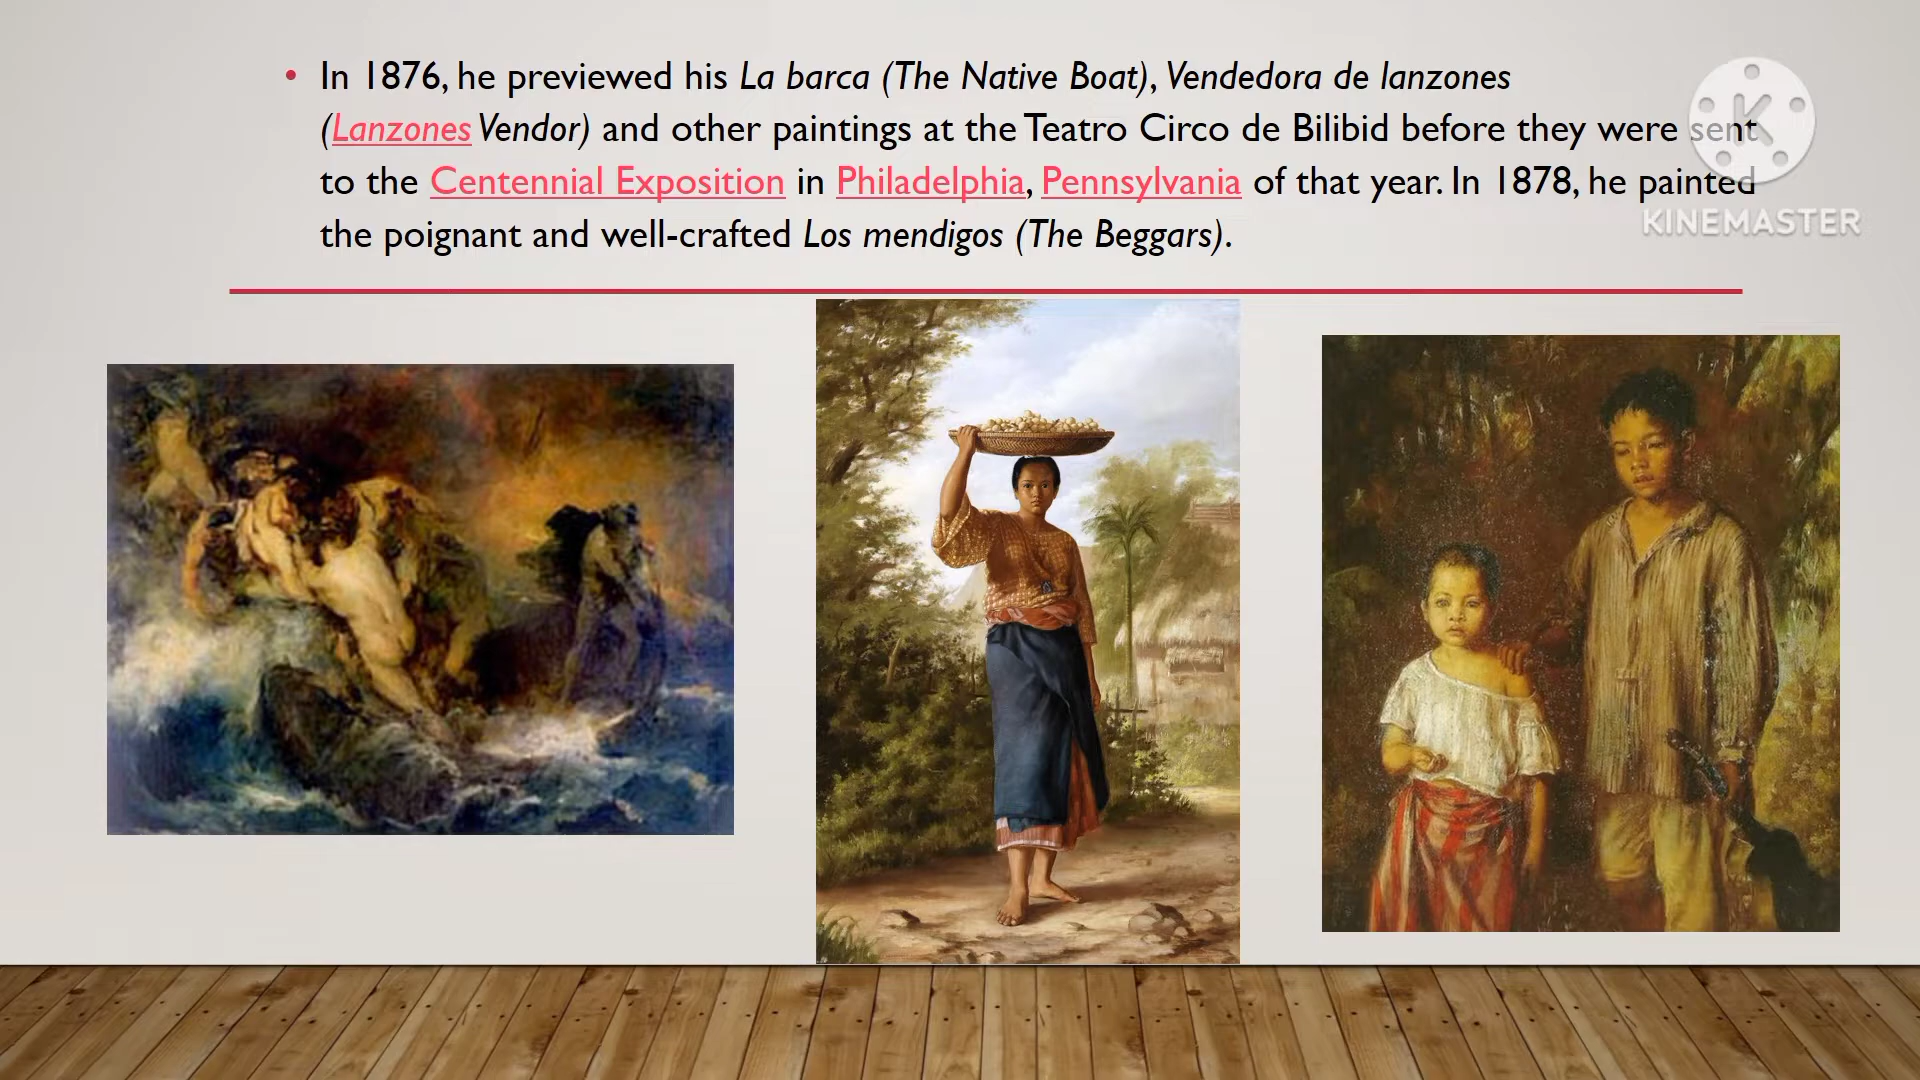 • In 1876, he previewed his La barca (The Native Boat), Vendedora de lanzones
(Lanzones Vendor) and other paintings at the Teatro Circo de Bilibid before they were sent
to the Centennial Exposition in Philadelphia, Pennsylvania of that year. In 1878, he painted
the poignant and well-crafted Los mendigos (The Beggars).
K
KINEMASTER